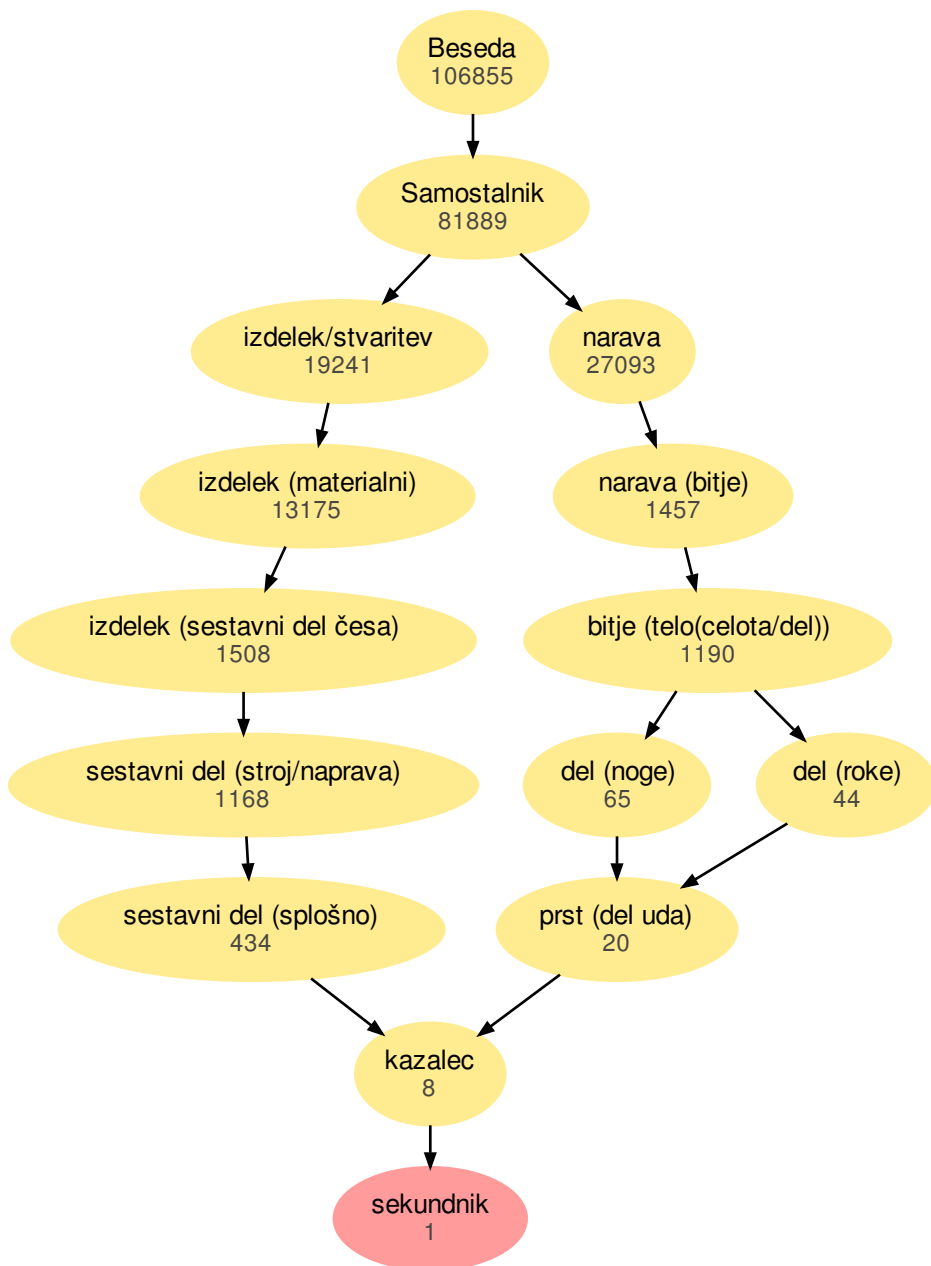 Beseda
106855
Samostalnik
81889
izdelek/stvaritev
19241
narava
27093
izdelek (materialni)
13175
narava (bitje)
1457
izdelek (sestavni del česa)
1508
bitje (telo(celota/del))
1190
sestavni del (stroj/naprava)
1168
del (noge)
65
del (roke)
44
sestavni del (splošno)
434
prst (del uda)
20
kazalec
8
sekundnik
1